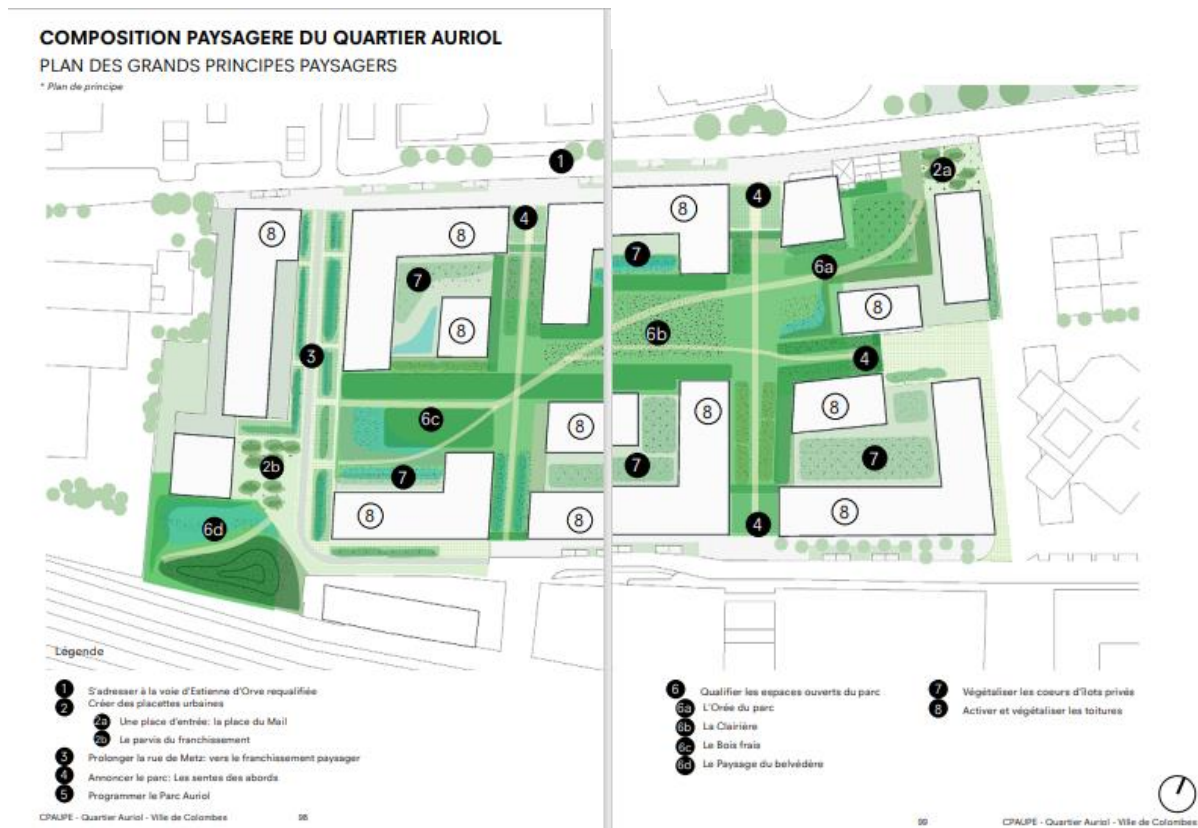 COMPOSITION PAYSAGERE DU QUARTIER AURIOL
PLAN DES GRANDS PRINCIPES PAYSAGERS
* Plan de principe
1
2a
8
8
4
8
4
7
7
6a
8
8
6b
3
4
6c
8
8
8
2b
7
7
7
8
6d
8
4
8
Légende
1 S'adresser à la voie d'Estienne d'Orve requalifiée
2 Créer des placettes urbaines
2a Une place d'entrée: la place du Mail
2b Le parvis du franchissement
3 Prolonger la rue de Metz: vers le franchissement paysager
4 Annoncer le parc: Les sentes des abords
5 Programmer le Parc Auriol
6 Qualifier les espaces ouverts du parc
6a L'Orée du parc
6b La Clairière
6c Le Bois frais
6d Le Paysage du belvédère
7 Végétaliser les coeurs d'îlots privés
8 Activer et végétaliser les toitures
CPAUPE - Quartier Auriol - Ville de Colombes
98
99
CPAUPE - Quartier Auriol - Ville de Colombes